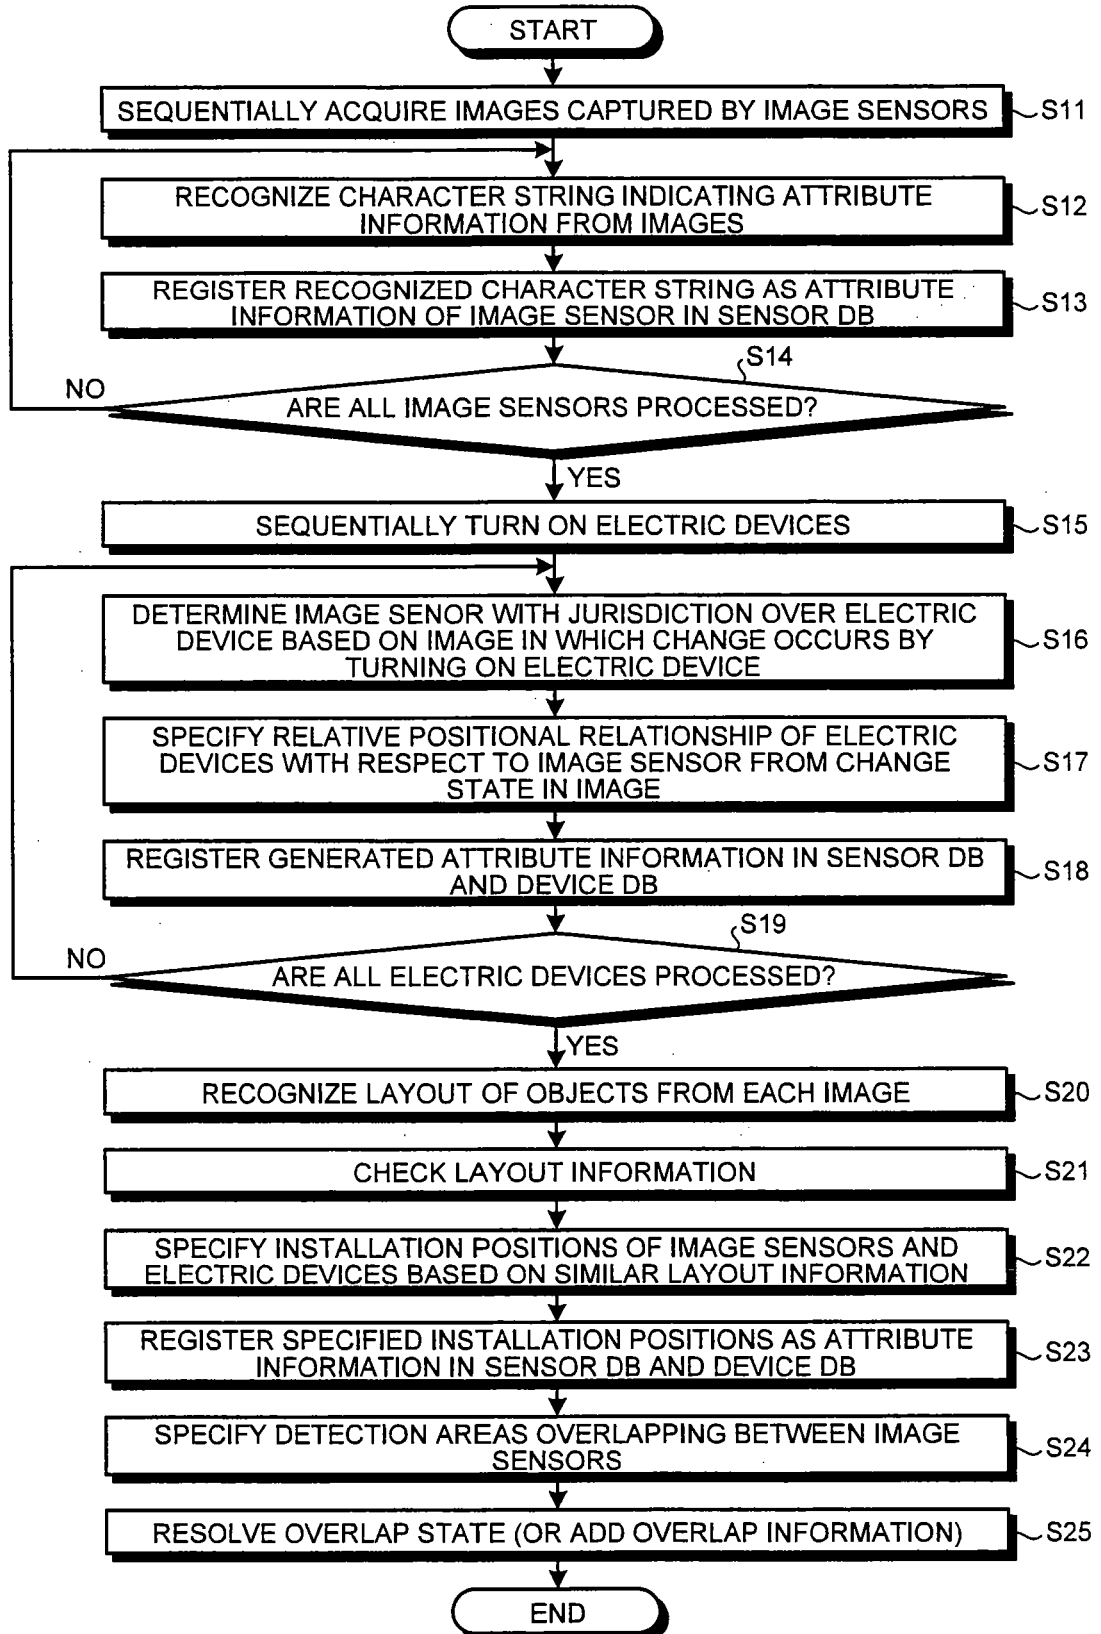 START
SEQUENTIALLY ACQUIRE IMAGES CAPTURED BY IMAGE SENSORS
S11
RECOGNIZE CHARACTER STRING INDICATING ATTRIBUTE
INFORMATION FROM IMAGES
S12
REGISTER RECOGNIZED CHARACTER STRING AS ATTRIBUTE
INFORMATION OF IMAGE SENSOR IN SENSOR DB
S13
S14
NO
ARE ALL IMAGE SENSORS PROCESSED?
YES
SEQUENTIALLY TURN ON ELECTRIC DEVICES
S15
DETERMINE IMAGE SENOR WITH JURISDICTION OVER ELECTRIC
DEVICE BASED ON IMAGE IN WHICH CHANGE OCCURS BY
TURNING ON ELECTRIC DEVICE
S16
SPECIFY RELATIVE POSITIONAL RELATIONSHIP OF ELECTRIC
DEVICES WITH RESPECT TO IMAGE SENSOR FROM CHANGE
STATE IN IMAGE
S17
REGISTER GENERATED ATTRIBUTE INFORMATION IN SENSOR DB
AND DEVICE DB
S18
S19
NO
ARE ALL ELECTRIC DEVICES PROCESSED?
YES
RECOGNIZE LAYOUT OF OBJECTS FROM EACH IMAGE
S20
CHECK LAYOUT INFORMATION
S21
SPECIFY INSTALLATION POSITIONS OF IMAGE SENSORS AND
ELECTRIC DEVICES BASED ON SIMILAR LAYOUT INFORMATION
S22
REGISTER SPECIFIED INSTALLATION POSITIONS AS ATTRIBUTE
INFORMATION IN SENSOR DB AND DEVICE DB
S23
SPECIFY DETECTION AREAS OVERLAPPING BETWEEN IMAGE
SENSORS
S24
RESOLVE OVERLAP STATE (OR ADD OVERLAP INFORMATION)
S25
END